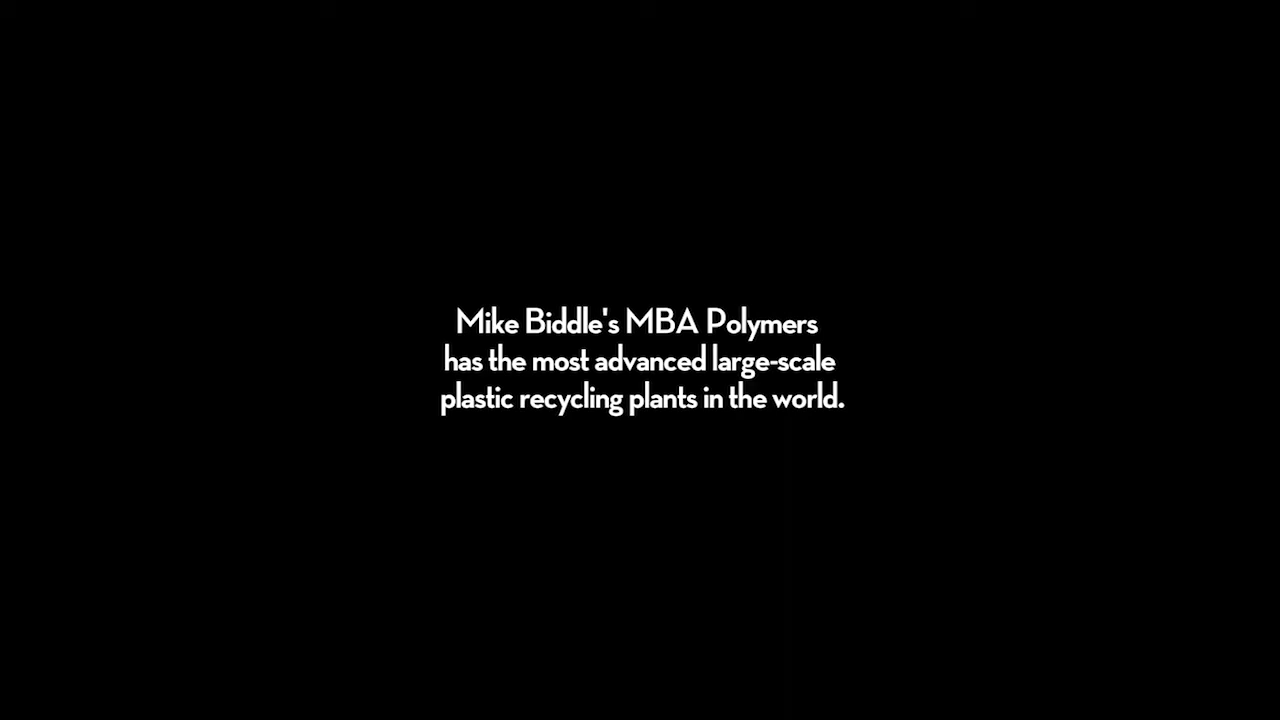 Mike Biddle's MBA Polymers
has the most advanced large-scale
plastic recycling plants in the world.